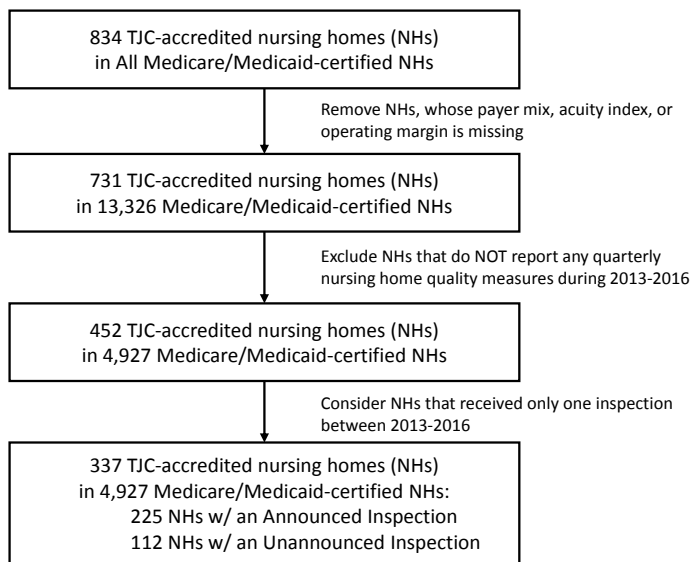 834 TJC-accredited nursing homes (NHs)
in All Medicare/Medicaid-certified NHs
Remove NHs, whose payer mix, acuity index, or
operating margin is missing
731 TJC-accredited nursing homes (NHs)
in 13,326 Medicare/Medicaid-certified NHs
Exclude NHs that do NOT report any quarterly
nursing home quality measures during 2013-2016
452 TJC-accredited nursing homes (NHs)
in 4,927 Medicare/Medicaid-certified NHs
Consider NHs that received only one inspection
between 2013-2016
337 TJC-accredited nursing homes (NHs)
in 4,927 Medicare/Medicaid-certified NHs:
225 NHs w/ an Announced Inspection
112 NHs w/ an Unannounced Inspection